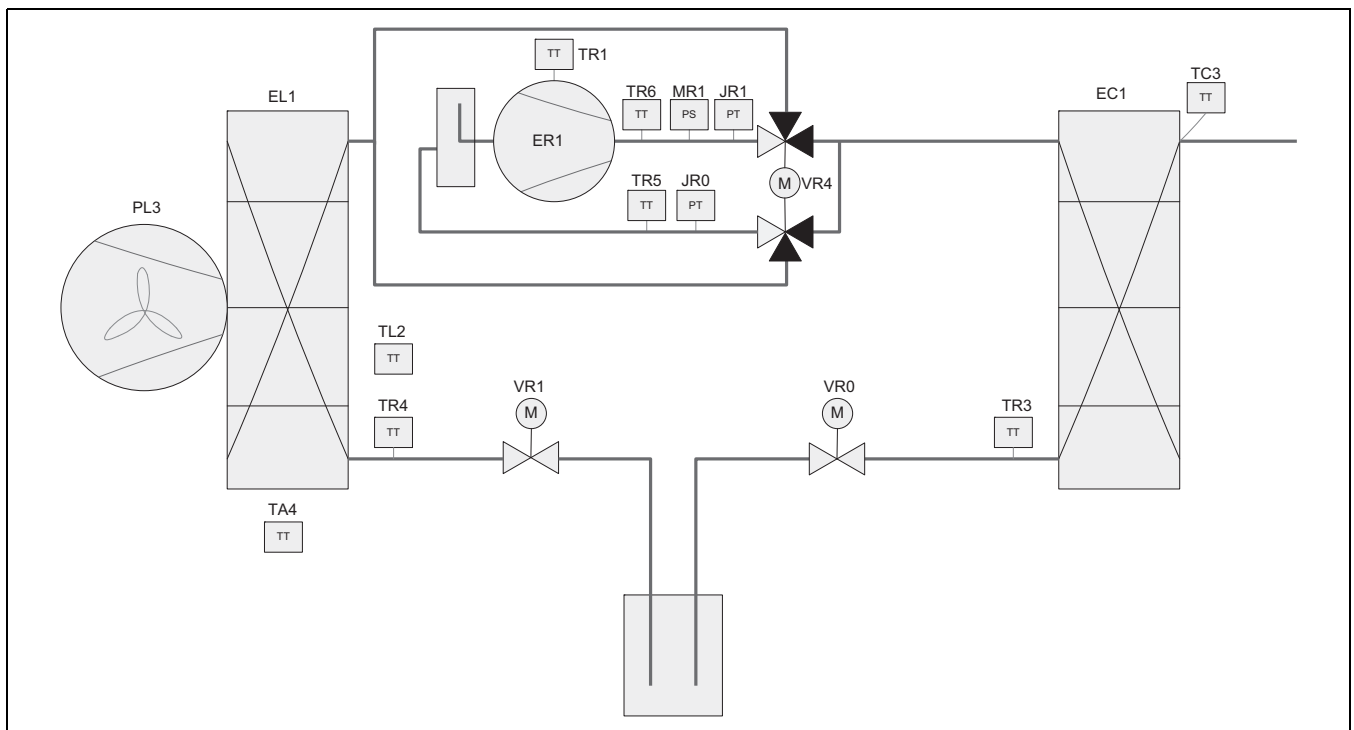 TR1
TT
TC3
TT
EL1
EC1
TR6
TT
MR1
PS
JR1
PT
ER1
M
VR4
TR5
TT
JR0
PT
PL3
TL2
TT
TR4
TT
VR1
M
VR0
M
TR3
TT
TA4
TT